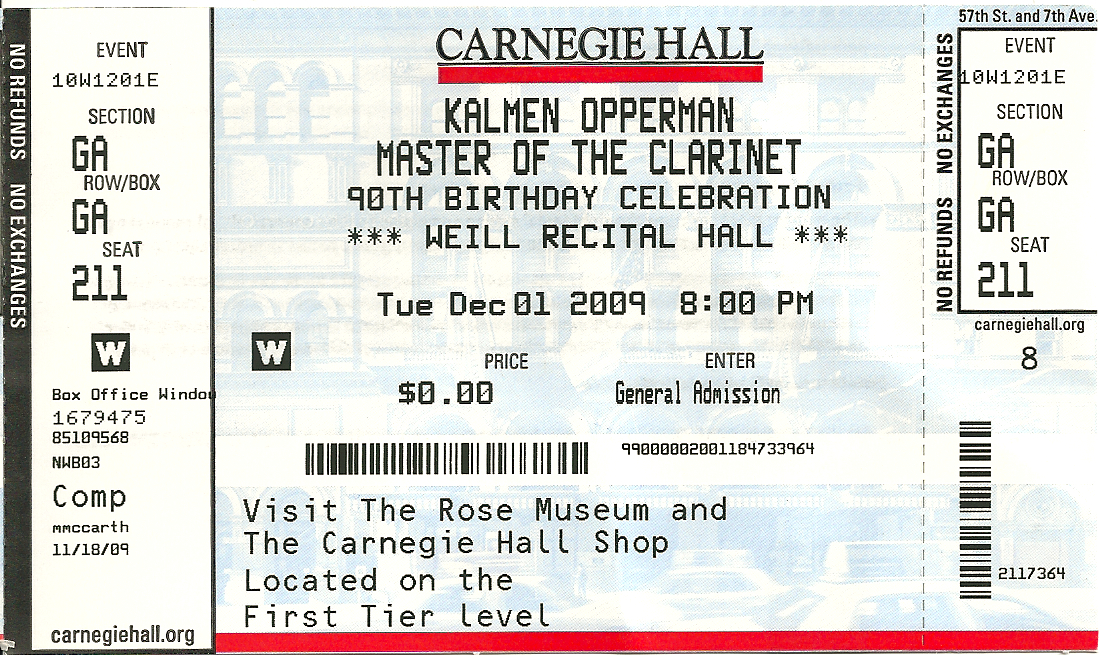 NO REFUNDS NO EXCHANGES
EVENT
10W1201E
SECTION
GA
ROW/BOX
GA
SEAT
211
W
Box Office Window
1679475
85109568
NWB03
Comp
mmccarth
11/18/09
carnegiehall.org
CARNEGIE HALL
KALMEN OPPERMAN
MASTER OF THE CLARINET
90TH BIRTHDAY CELEBRATION
*** WEILL RECITAL HALL ***
Tue Dec 01 2009 8:00 PM
W
PRICE
$0.00
ENTER
General Admission
99000002001184733964
Visit The Rose Museum and
The Carnegie Hall Shop
Located on the
First Tier level
57th St. and 7th Ave.
NO REFUNDS NO EXCHANGES
EVENT
10W1201E
SECTION
GA
ROW/BOX
GA
SEAT
211
carnegiehall.org
8
2117364